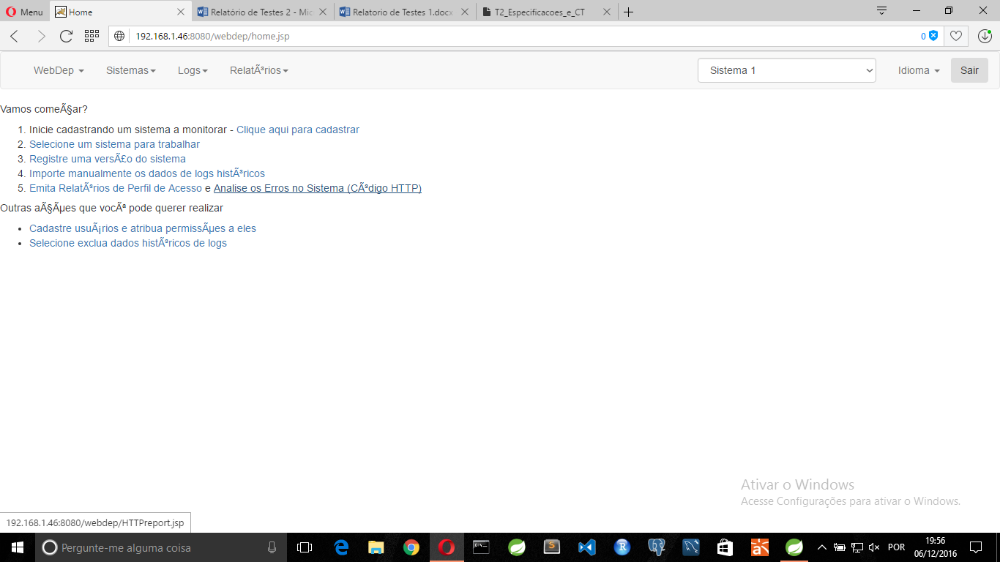 Menu Home Relatório de Testes 2 - Mic Relatorio de Testes 1.docx T2_Especificacoes_e_CT
192.168.1.46:8080/webdep/home.jsp 0
WebDep Sistemas Logs RelatÃ³rios Sistema 1 Idioma Sair
Vamos comeÃ§ar?
1. Inicie cadastrando um sistema a monitorar - Clique aqui para cadastrar
2. Selecione um sistema para trabalhar
3. Registre uma versÃ£o do sistema
4. Importe manualmente os dados de logs histÃ³ricos
5. Emita RelatÃ³rios de Perfil de Acesso e Analise os Erros no Sistema (CÃ³digo HTTP)
Outras aÃ§Ãµes que vocÃª pode querer realizar
• Cadastre usuÃ¡rios e atribua permissÃµes a eles
• Selecione exclua dados histÃ³ricos de logs
Ativar o Windows
Acesse Configurações para ativar o Windows.
192.168.1.46:8080/webdep/HTTPreport.jsp
Pergunte-me alguma coisa POR 19:56
06/12/2016